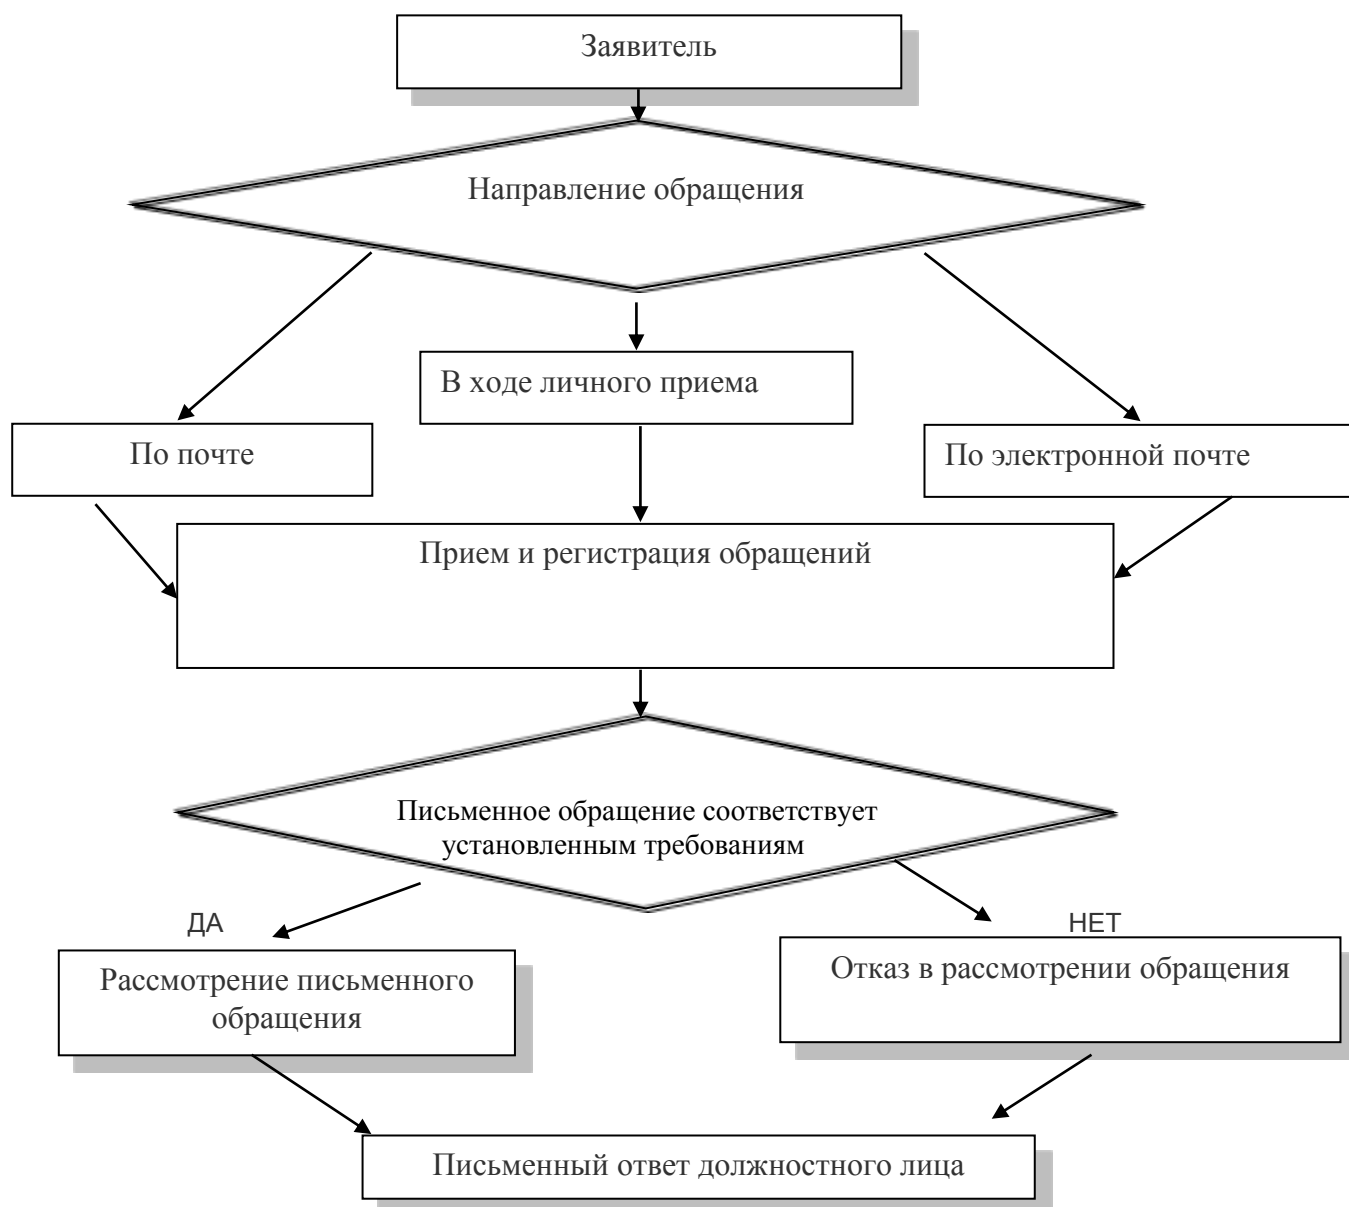 Заявитель
Направление обращения
В ходе личного приема
По почте
По электронной почте
Прием и регистрация обращений
Письменное обращение соответствует
установленным требованиям
ДА
НЕТ
Рассмотрение письменного
обращения
Отказ в рассмотрении обращения
Письменный ответ должностного лица